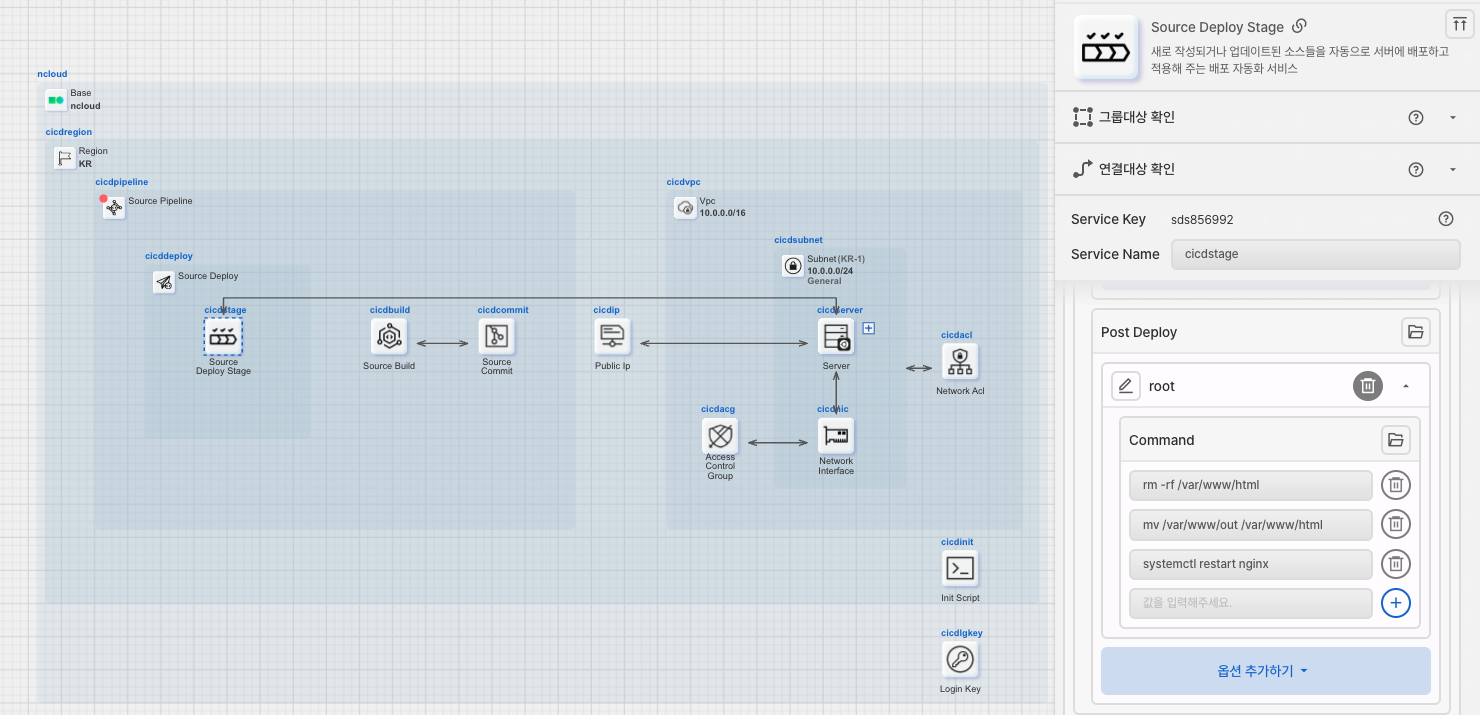 ncloud
Base
ncloud
cicdregion
Region
KR
cicdpipeline
Source Pipeline
cicddeploy
Source Deploy
cicdstage
Source
Deploy Stage
cicdbuild
Source Build
cicdcommit
Source
Commit
cicdip
Public Ip
cicdvpc
Vpc
10.0.0.0/16
cicdsubnet
Subnet(KR-1)
10.0.0.0/24
General
cicdserver
Server
cicdacl
Network Acl
cicdacg
Access
Control
Group
cicdnic
Network
Interface
cicdinit
Init Script
cicdlgkey
Login Key
Source Deploy Stage
새로 작성되거나 업데이트된 소스들을 자동으로 서버에 배포하고
적용해 주는 배포 자동화 서비스
그룹대상 확인
연결대상 확인
Service Key sds856992
Service Name cicdstage
Post Deploy
root
Command
rm -rf /var/www/html
mv /var/www/out /var/www/html
systemctl restart nginx
값을 입력해주세요.
옵션 추가하기